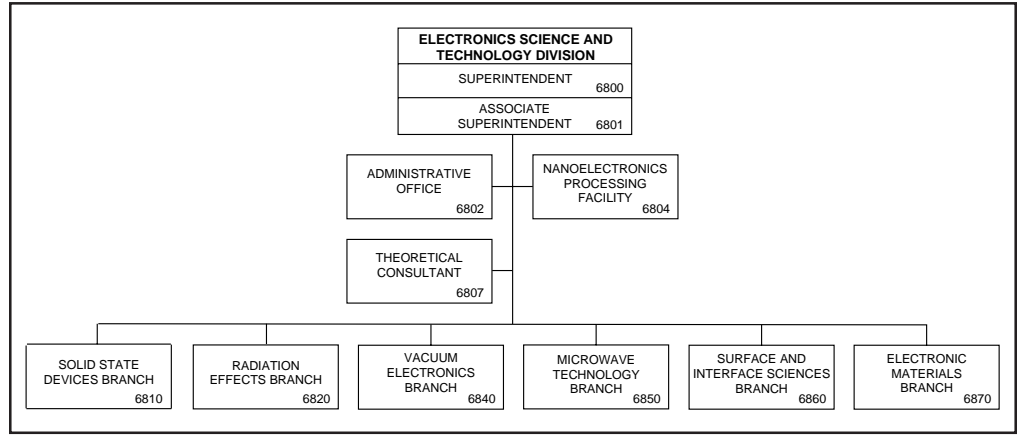 ELECTRONICS SCIENCE AND
TECHNOLOGY DIVISION
SUPERINTENDENT
6800
ASSOCIATE
SUPERINTENDENT
6801
ADMINISTRATIVE
OFFICE
6802
NANOELECTRONICS
PROCESSING
FACILITY
6804
THEORETICAL
CONSULTANT
6807
SOLID STATE
DEVICES BRANCH
6810
RADIATION
EFFECTS BRANCH
6820
VACUUM
ELECTRONICS
BRANCH
6840
MICROWAVE
TECHNOLOGY
BRANCH
6850
SURFACE AND
INTERFACE SCIENCES
BRANCH
6860
ELECTRONIC
MATERIALS
BRANCH
6870